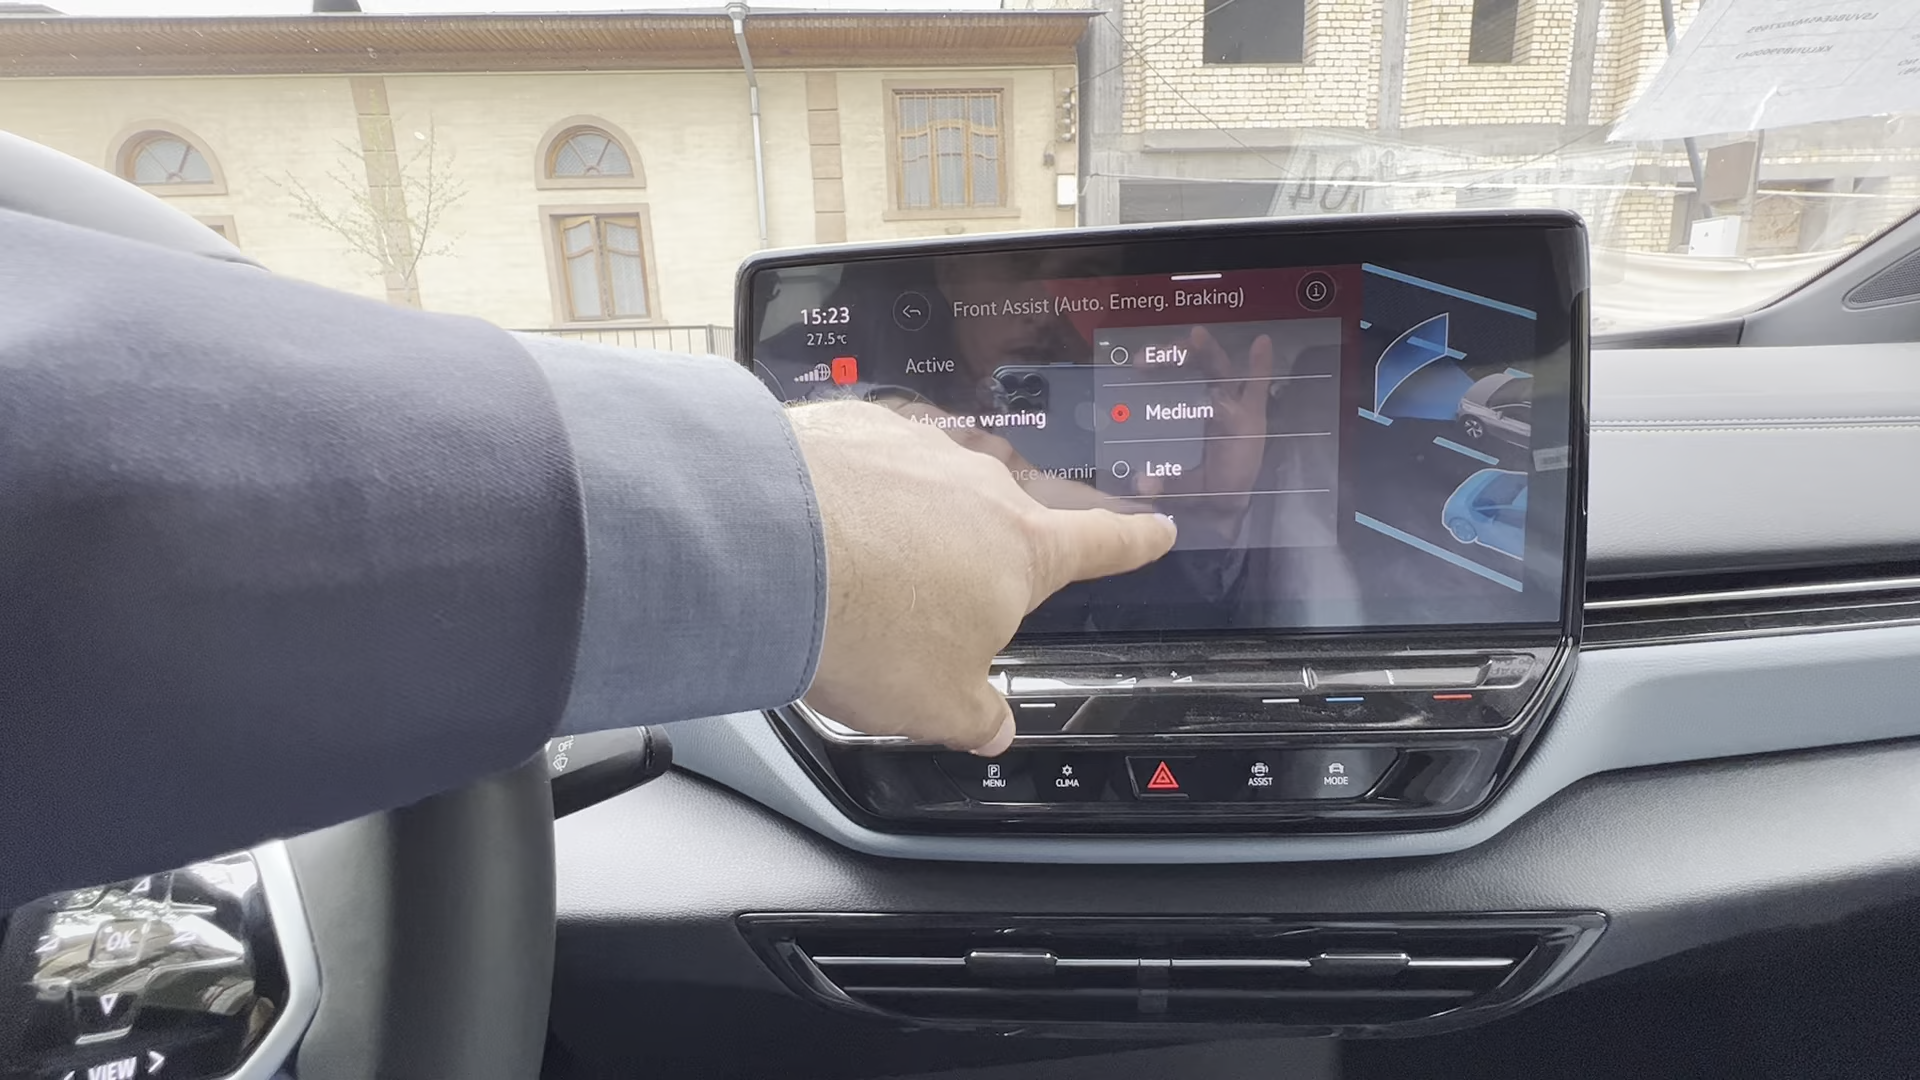 15:23
27.5°C
1
Front Assist (Auto. Emerg. Braking)
Active
Early
Advance warning
Medium
Late
MENU
CLIMA
ASSIST
MODE
OFF
OK
VIEW